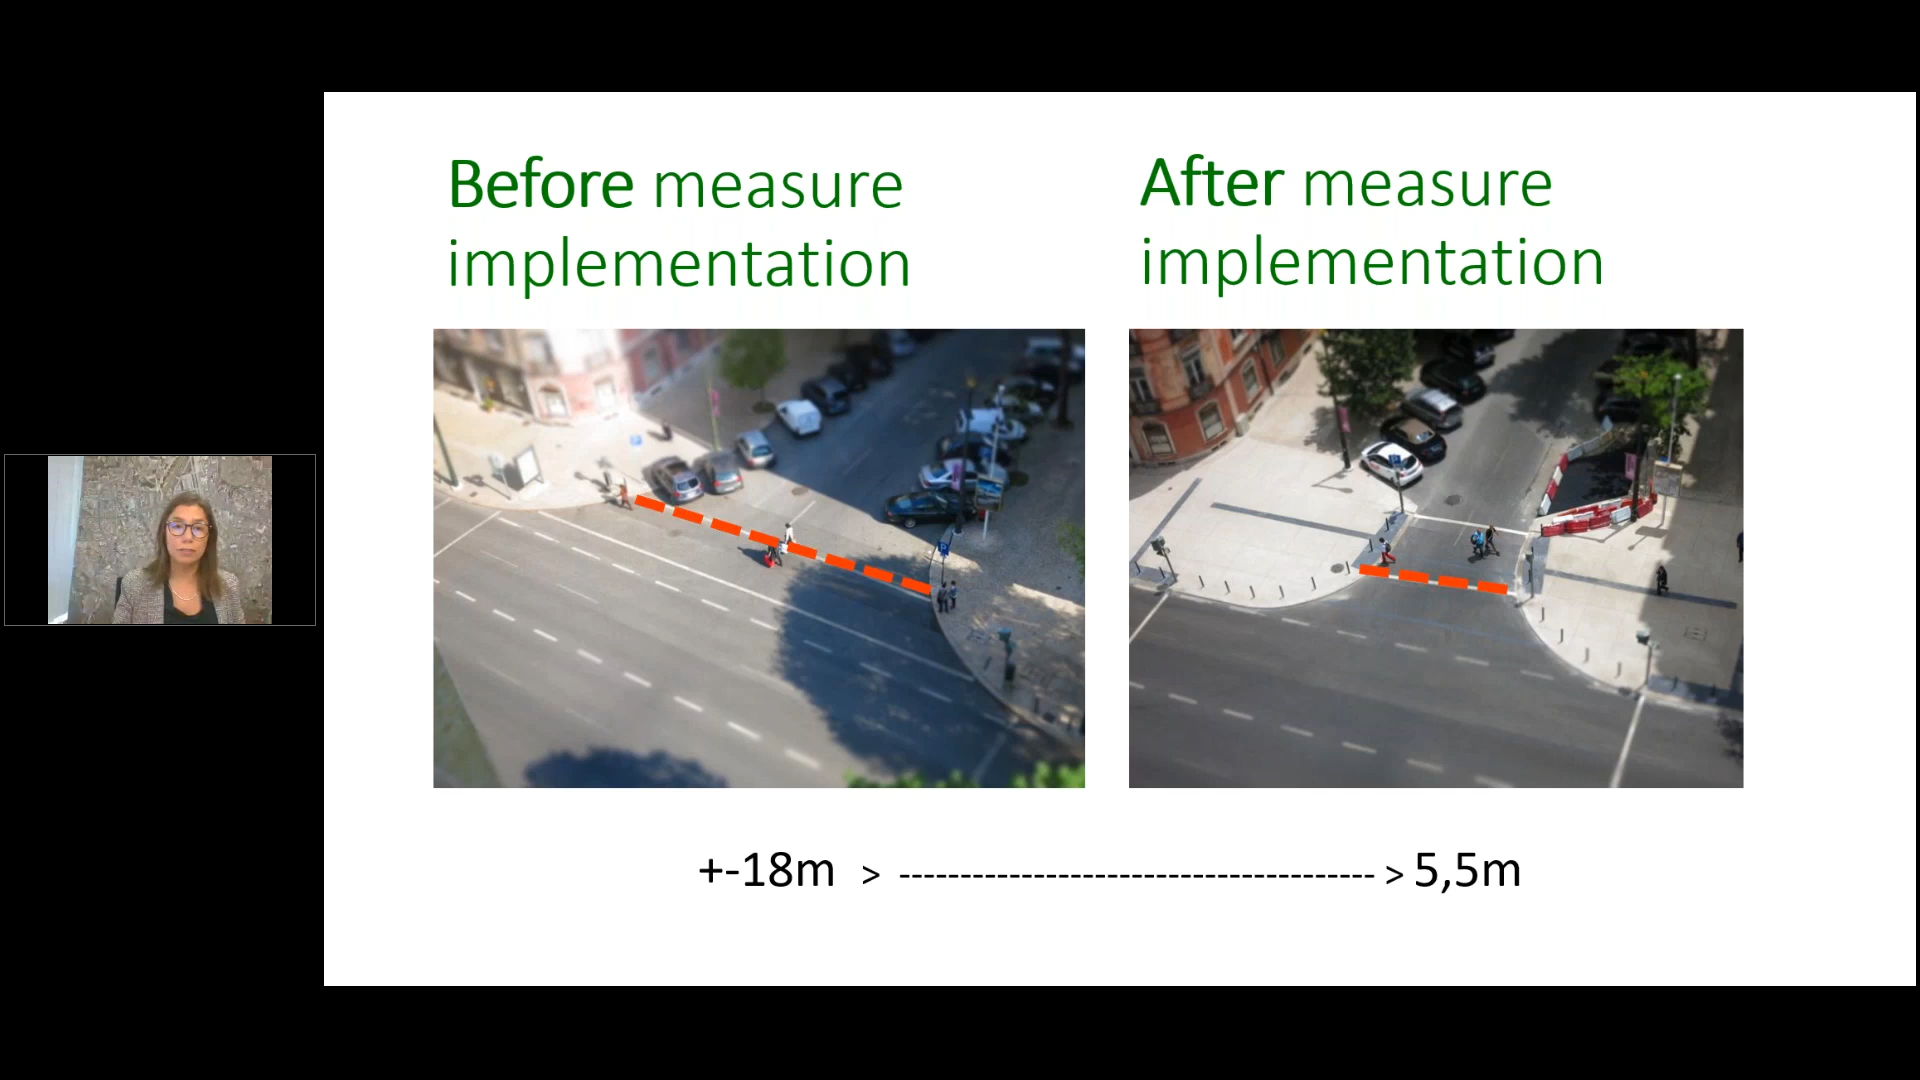 Before measure
implementation
After measure
implementation
+-18m > --------------------------------------- > 5,5m